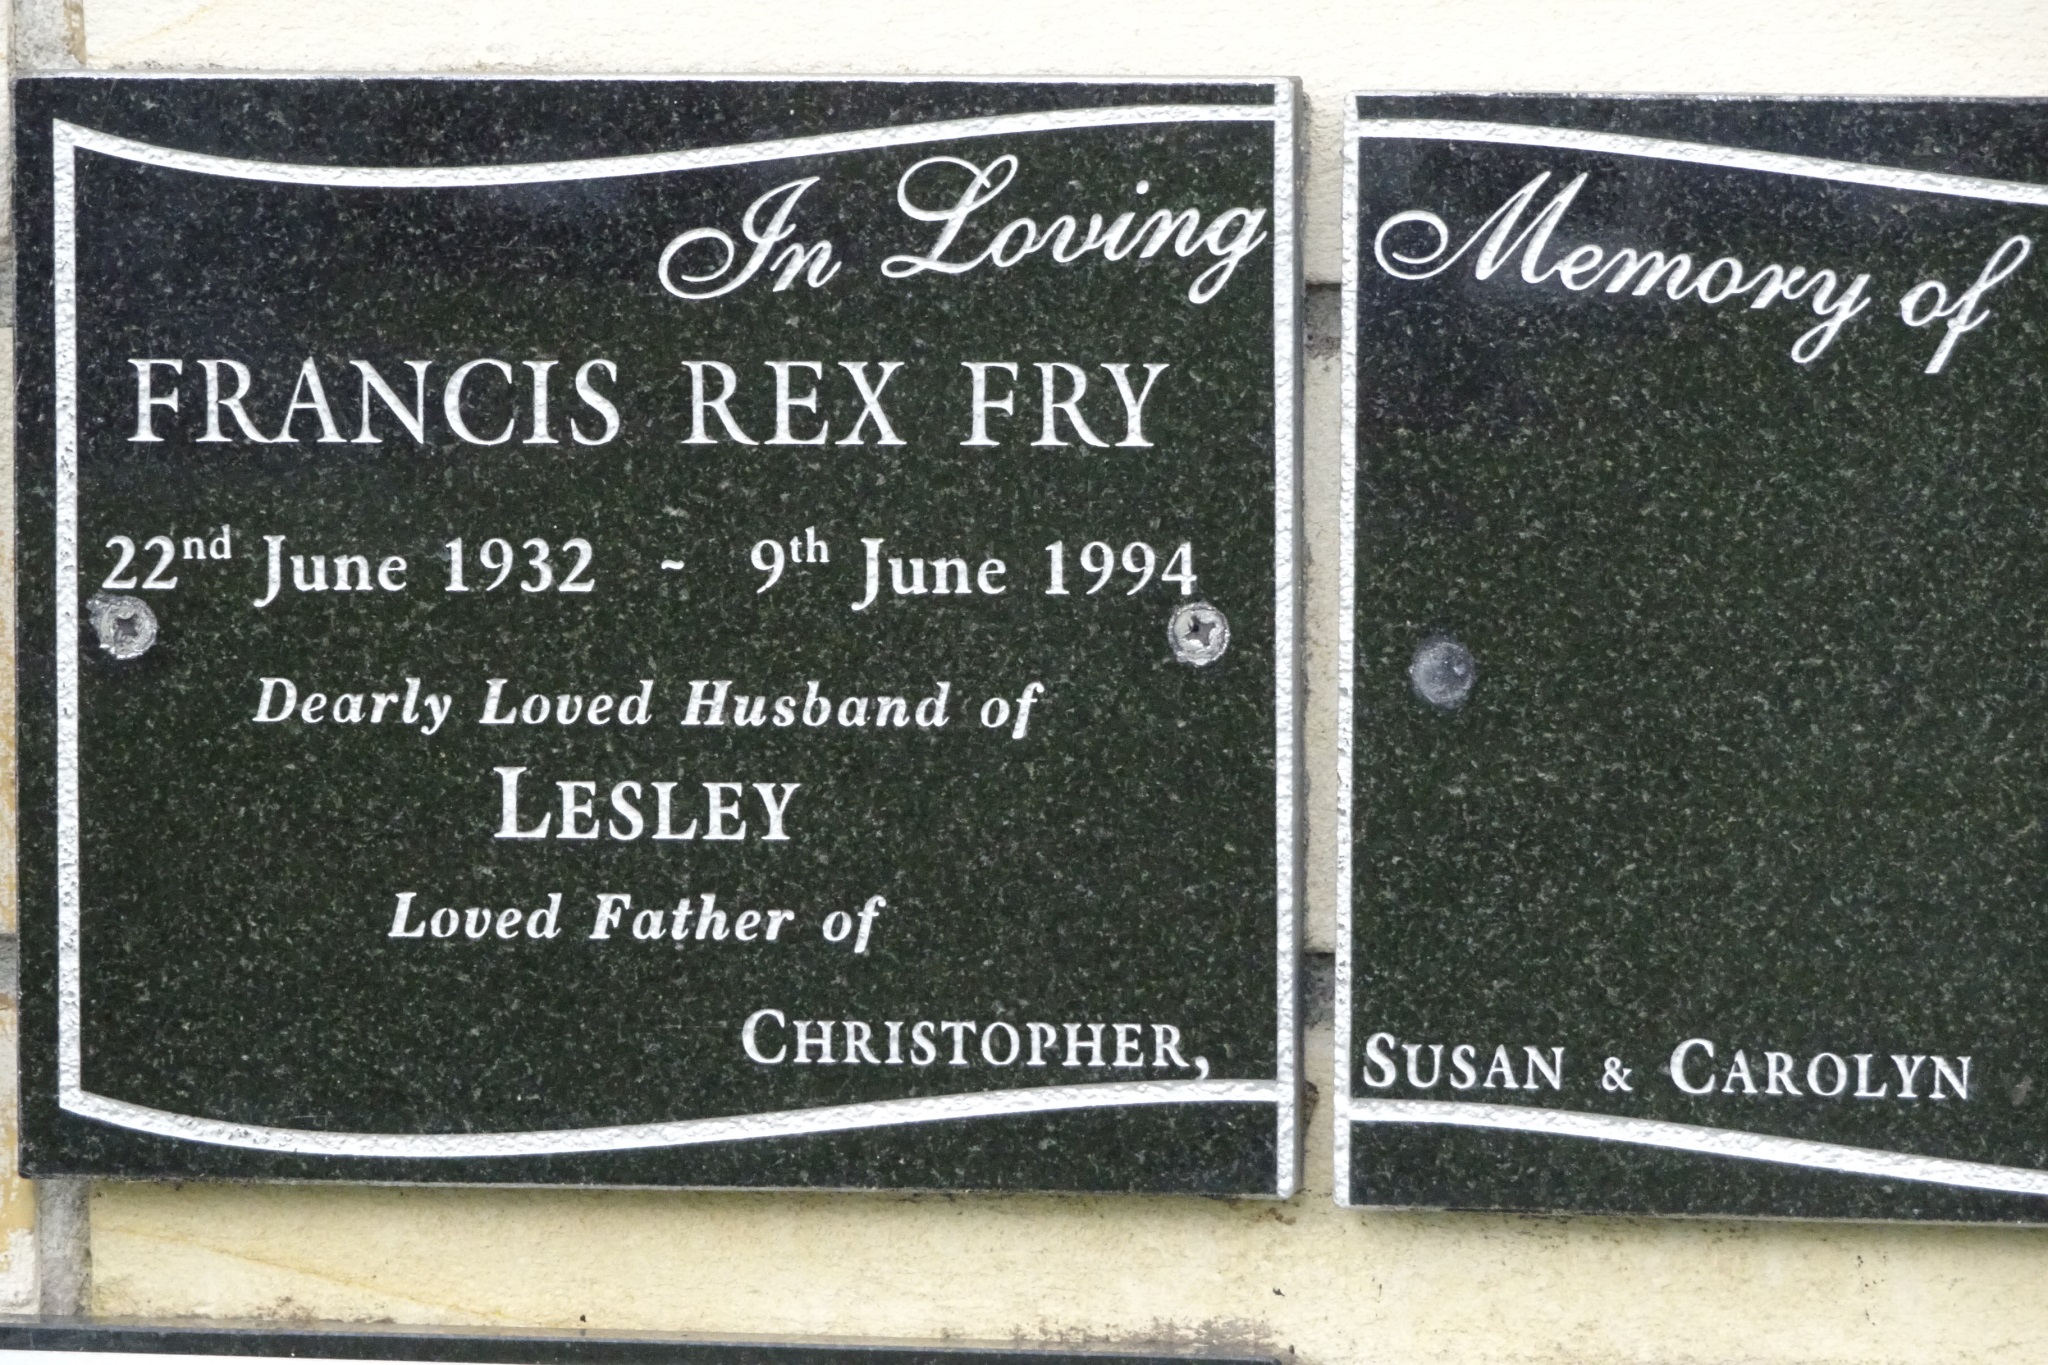 In Loving Memory of
FRANCIS REX FRY
22nd June 1932 ~ 9th June 1994
Dearly Loved Husband of
LESLEY
Loved Father of
CHRISTOPHER, SUSAN & CAROLYN